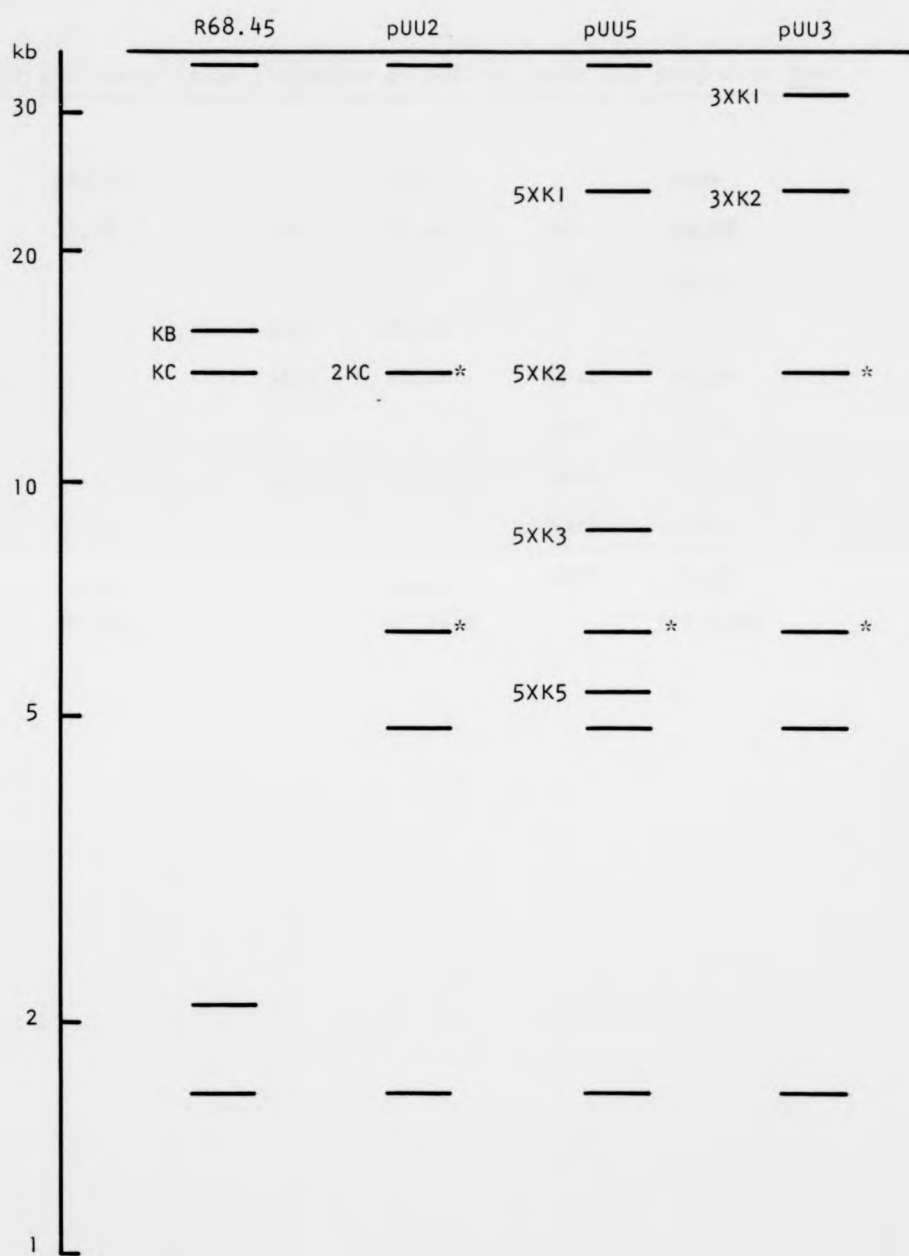 R68.45 pUU2 pUU5 pUU3
kb
30 3XK1
5XK1 3XK2
20
KB
KC 2KC * 5XK2 *
10
5XK3
* * *
5XK5
5
2
1